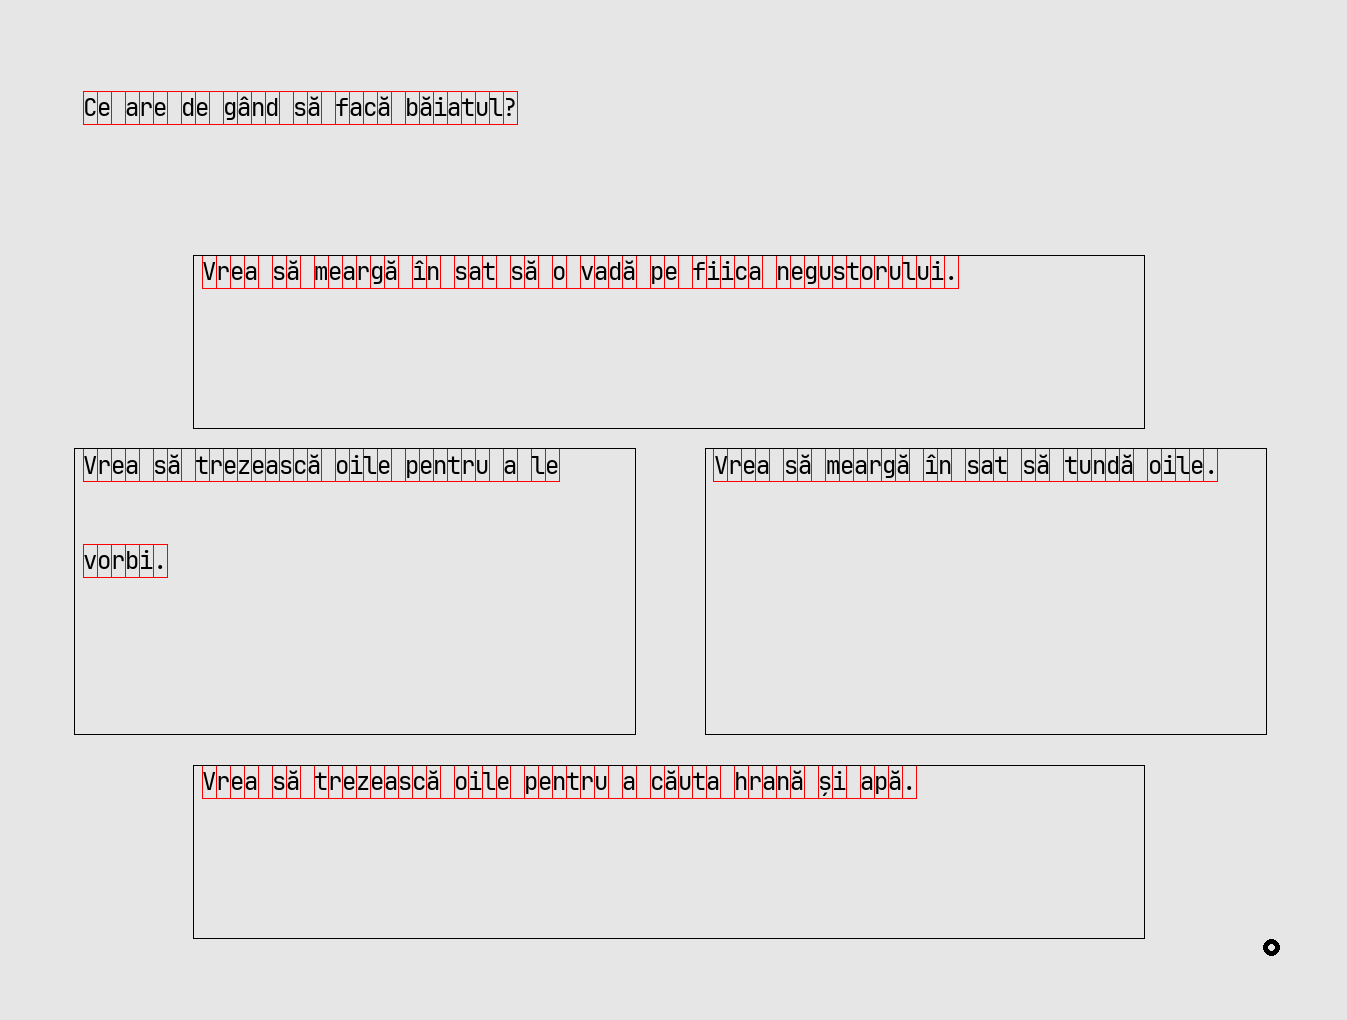 Ce are de gând să facă băiatul?
Vrea să meargă în sat să o vadă pe fiica negustorului.
Vrea să trezească oile pentru a le
vorbi.
Vrea să meargă în sat să tundă oile.
Vrea să trezească oile pentru a căuta hrană și apă.